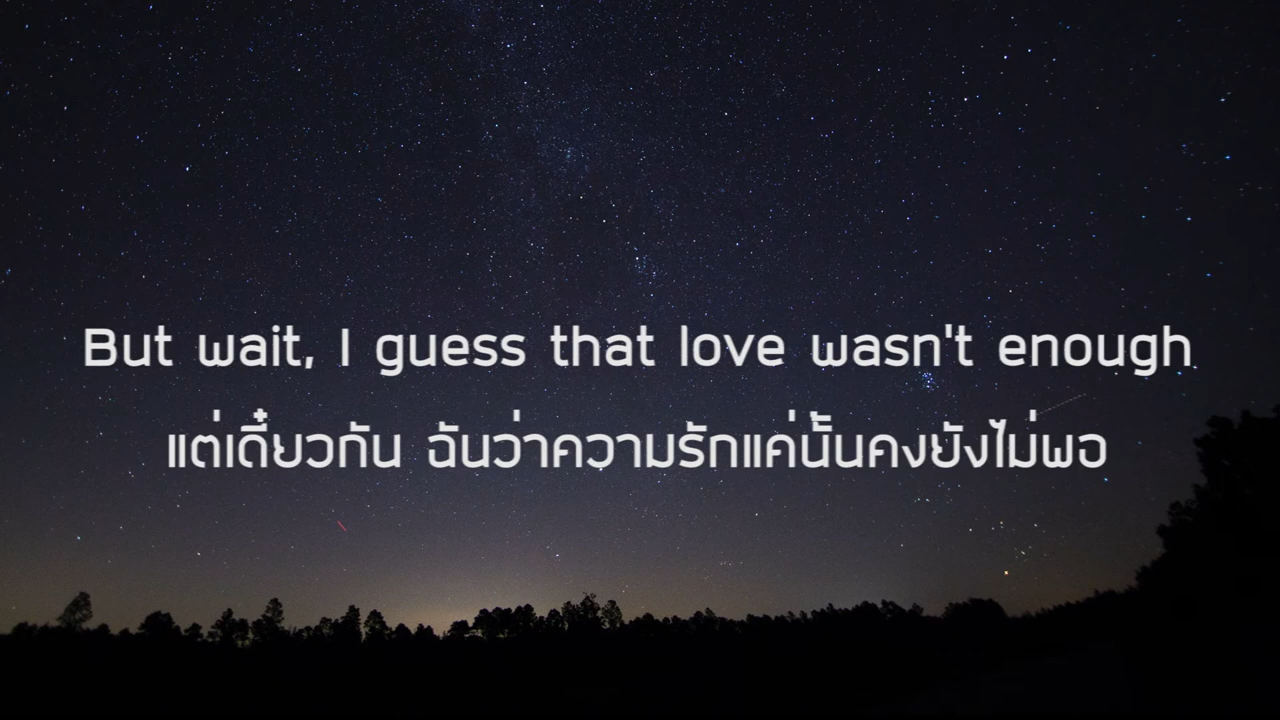 But wait, I guess that love wasn't enough
แต่เดี๋ยวกัน ฉันว่าความรักแค่นั้นคงยังไม่พอ